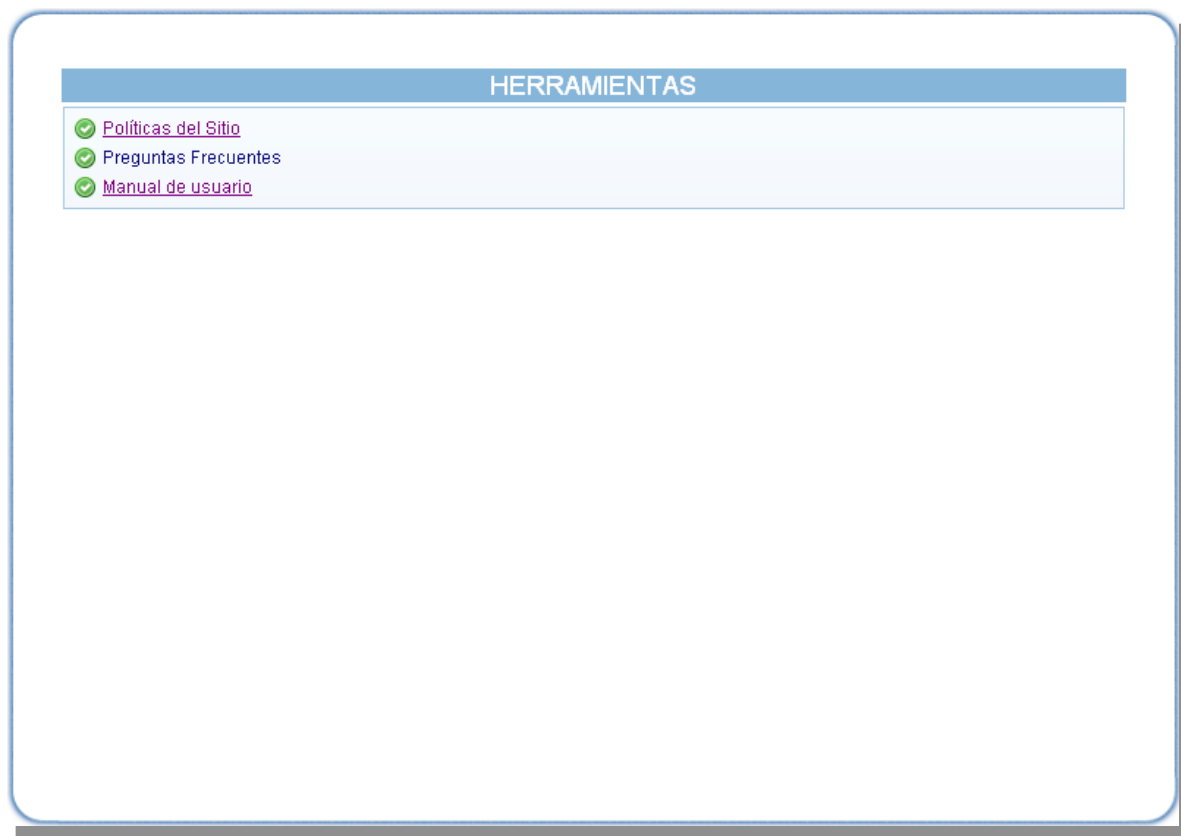 HERRAMIENTAS
Políticas del Sitio
Preguntas Frecuentes
Manual de usuario